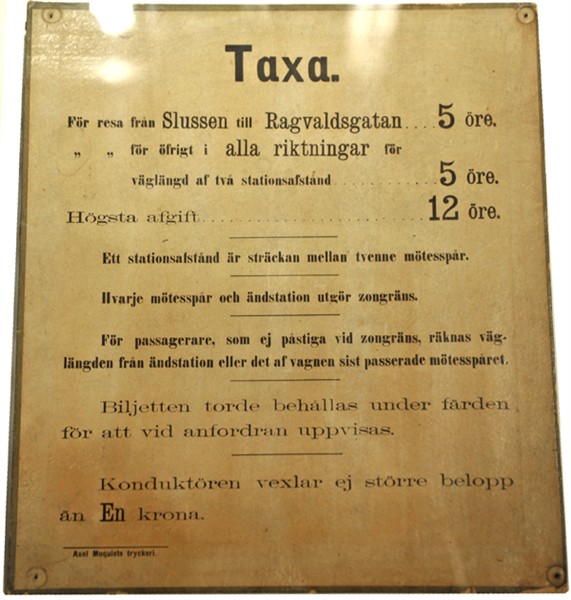 Taxa.
För resa från Slussen till Ragvaldsgatan.... 5 öre.
„ „ för öfrigt i alla riktningar för
väglängd af två stationsafstånd.............. 5 öre.
Högsta afgift............................ 12 öre.
Ett stationsafstånd är sträckan mellan tvenne mötesspår.
Hvarje mötesspår och ändstation utgör zongräns.
För passagerare, som ej påstiga vid zongräns, räknas väg-
längden från ändstation eller det af vagnen sist passerade mötesspåret.
Biljetten torde behållas under färden
för att vid anfordran uppvisas.
Konduktören vexlar ej större belopp
än En krona.
Axel Moquists tryckeri.